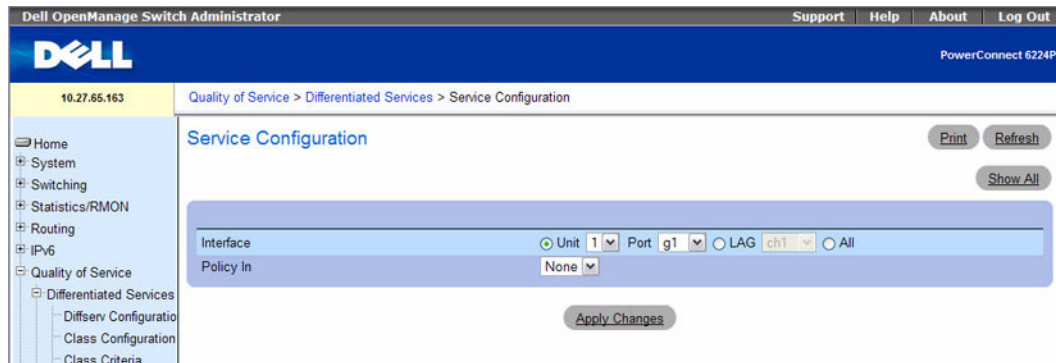 Dell OpenManage Switch Administrator
Support Help About Log Out
DELL
PowerConnect 6224P
10.27.65.163
Quality of Service > Differentiated Services > Service Configuration
Home
System
Switching
Statistics/RMON
Routing
IPv6
Quality of Service
Differentiated Services
Diffserv Configuratio
Class Configuration
Class Criteria
Service Configuration
Print Refresh
Show All
Interface Unit 1 Port g1 LAG ch1 All
Policy In None
Apply Changes